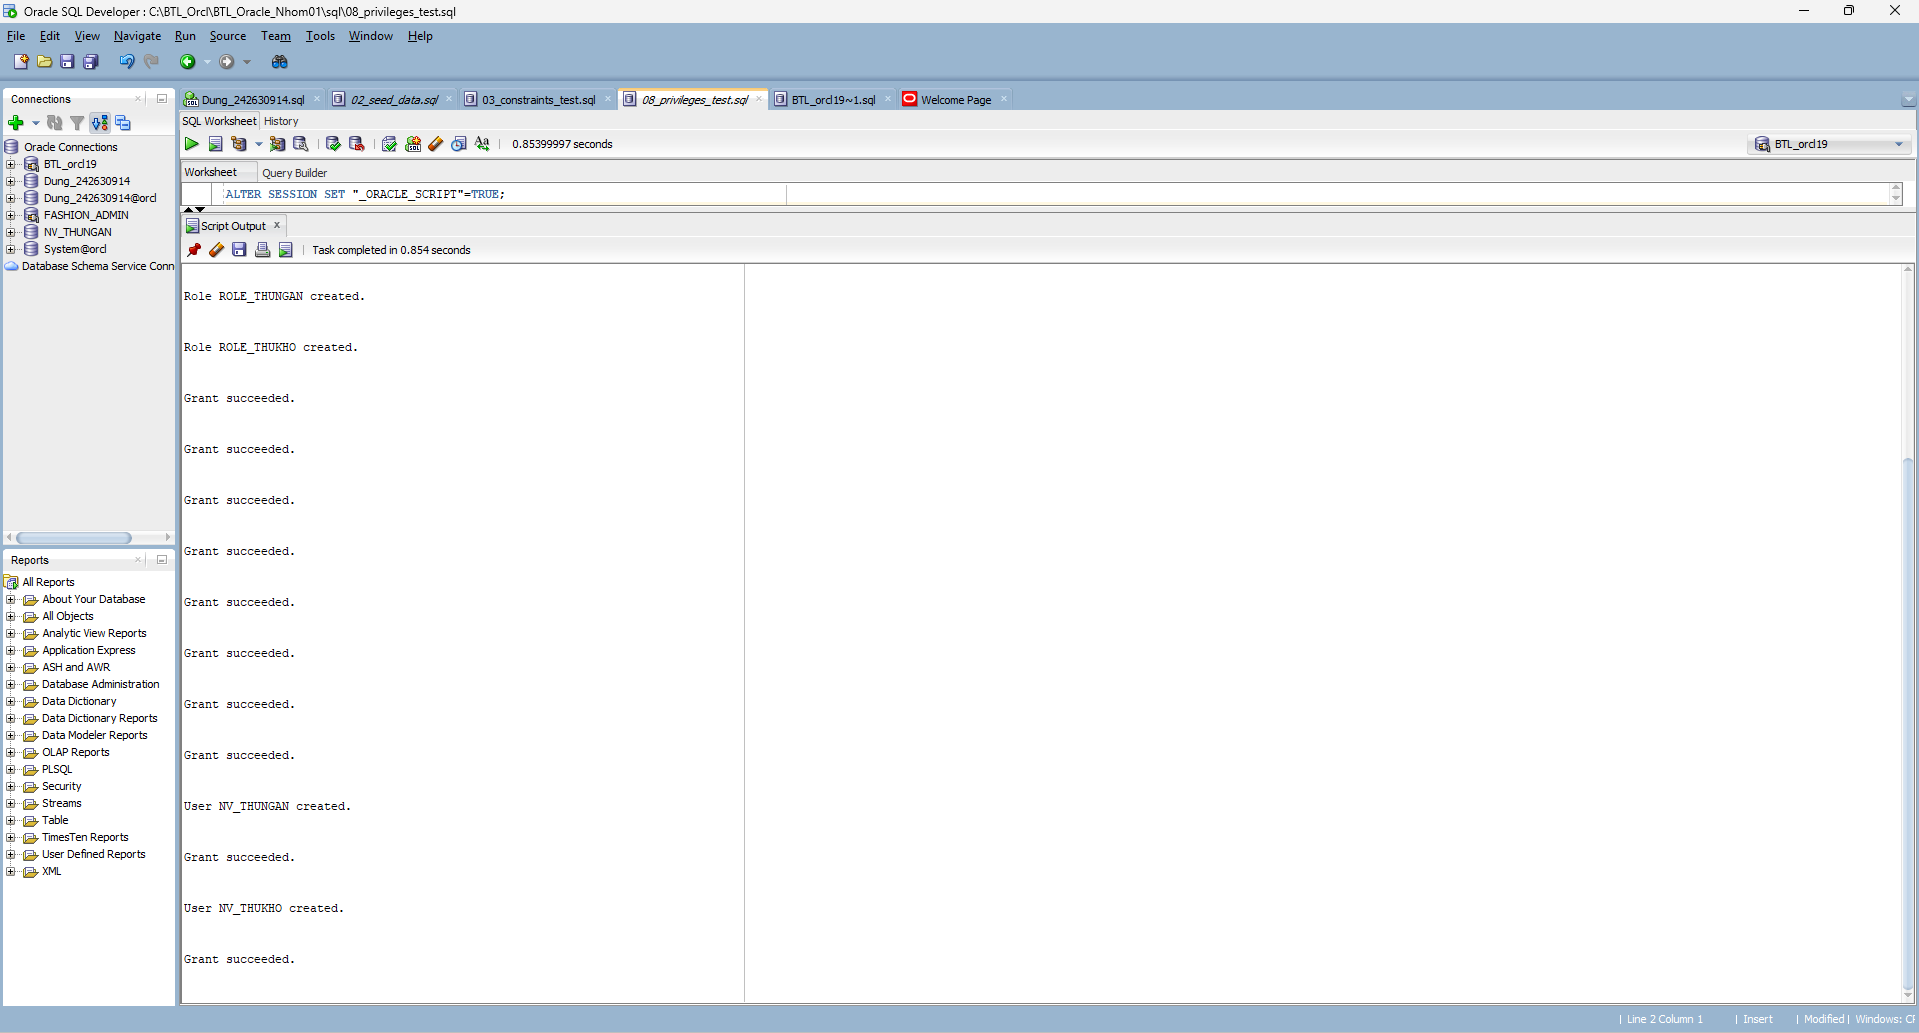 Oracle SQL Developer : C:\BTL_Orcl\BTL_Oracle_Nhom01\sql\08_privileges_test.sql
File Edit View Navigate Run Source Team Tools Window Help
Connections
Oracle Connections
BTL_orcl19
Dung_242630914
Dung_242630914@orcl
FASHION_ADMIN
NV_THUNGAN
System@orcl
Database Schema Service Conn
Reports
All Reports
About Your Database
All Objects
Analytic View Reports
Application Express
ASH and AWR
Database Administration
Data Dictionary
Data Dictionary Reports
Data Modeler Reports
OLAP Reports
PLSQL
Security
Streams
Table
TimesTen Reports
User Defined Reports
XML
Dung_242630914.sql 02_seed_data.sql 03_constraints_test.sql 08_privileges_test.sql BTL_orcl19~1.sql Welcome Page
SQL Worksheet History
0.85399997 seconds
BTL_orcl19
Worksheet Query Builder
ALTER SESSION SET "_ORACLE_SCRIPT"=TRUE;
Script Output
Task completed in 0.854 seconds
Role ROLE_THUNGAN created.
Role ROLE_THUKHO created.
Grant succeeded.
Grant succeeded.
Grant succeeded.
Grant succeeded.
Grant succeeded.
Grant succeeded.
Grant succeeded.
Grant succeeded.
User NV_THUNGAN created.
Grant succeeded.
User NV_THUKHO created.
Grant succeeded.
Line 2 Column 1 | Insert | Modified | Windows: CF